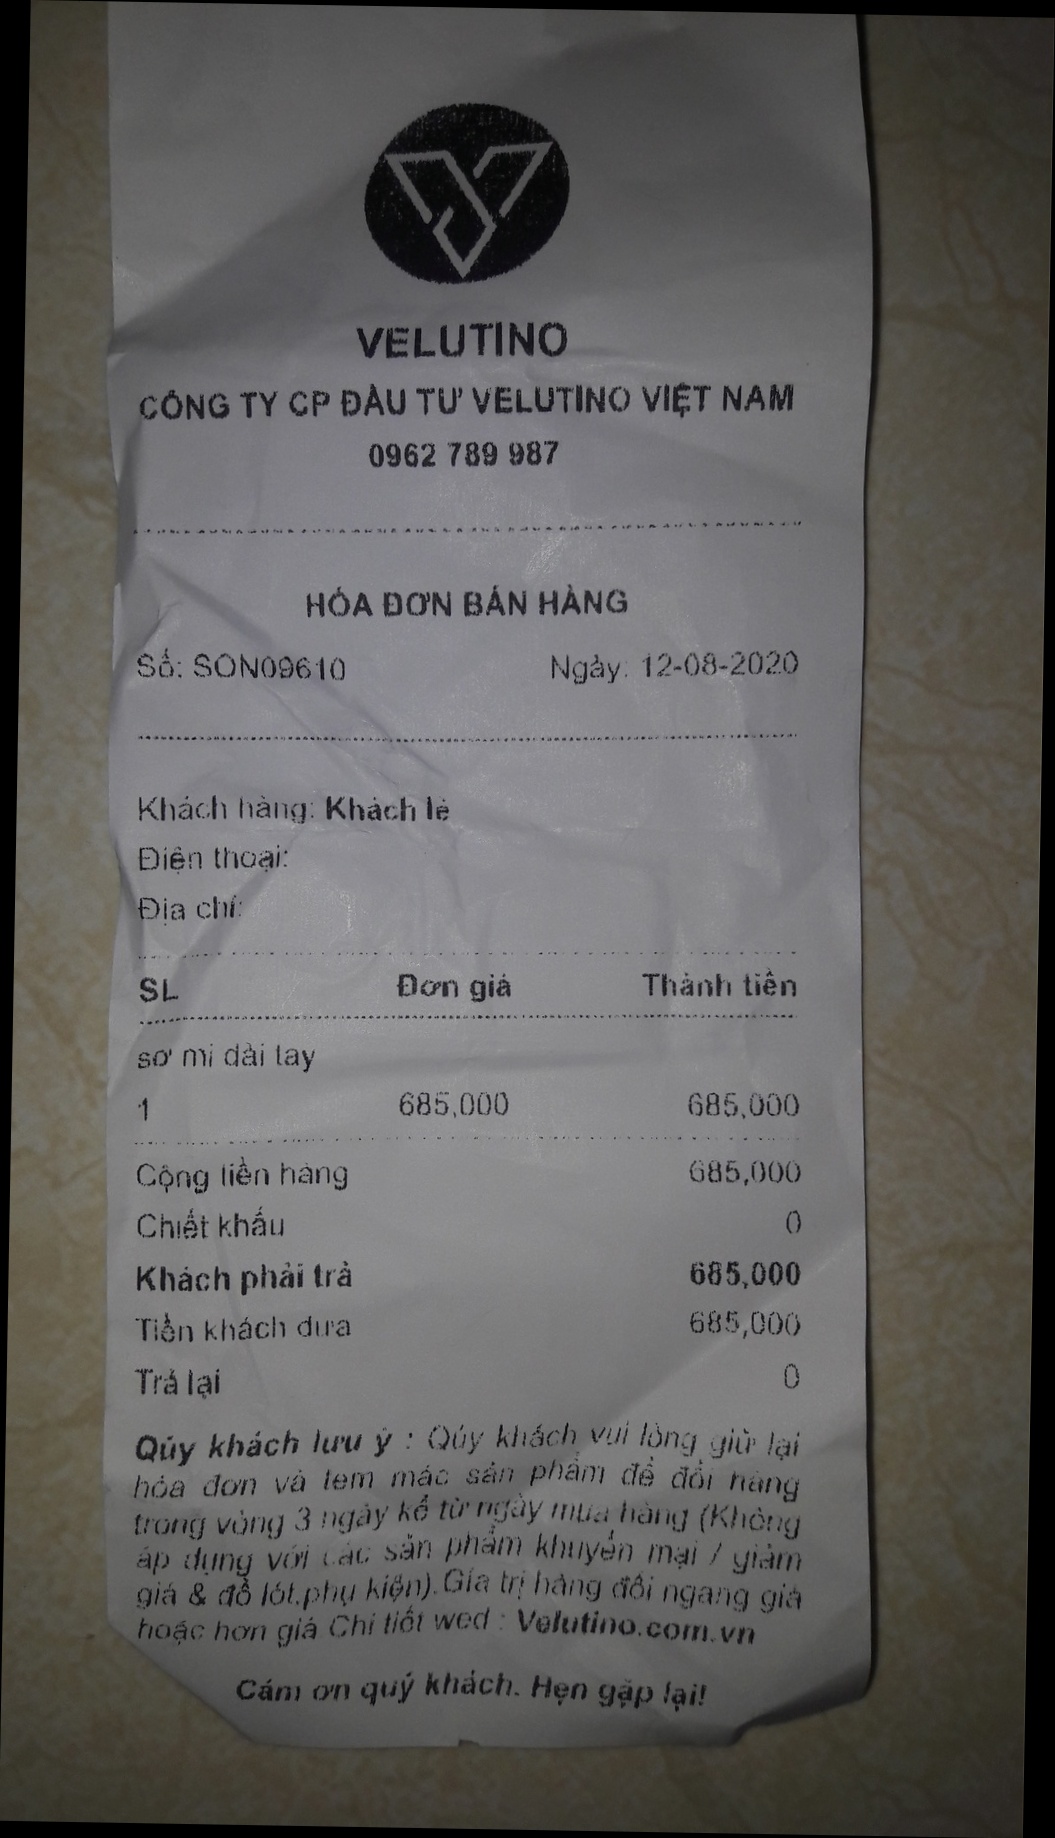 VELUTINO
CÔNG TY CP ĐẦU TƯ VELUTINO VIỆT NAM
0962 789 987
HÓA ĐƠN BÁN HÀNG
Số: SON09610 Ngày: 12-08-2020
Khách hàng: Khách lẻ
Điện thoại:
Địa chỉ:
SL Đơn giá Thành tiền
sơ mi dài tay
1 685,000 685,000
Cộng tiền hàng 685,000
Chiết khấu 0
Khách phải trả 685,000
Tiền khách đưa 685,000
Trả lại 0
Qúy khách lưu ý : Qúy khách vui lòng giữ lại
hóa đơn và tem mác sản phẩm để đổi hàng
trong vòng 3 ngày kể từ ngày mua hàng (Không
áp dụng với các sản phẩm khuyến mại / giảm
giá & đồ lót,phụ kiện).Gía trị hàng đổi ngang giá
hoặc hơn giá Chi tiết wed : Velutino.com.vn
Cám ơn quý khách. Hẹn gặp lại!